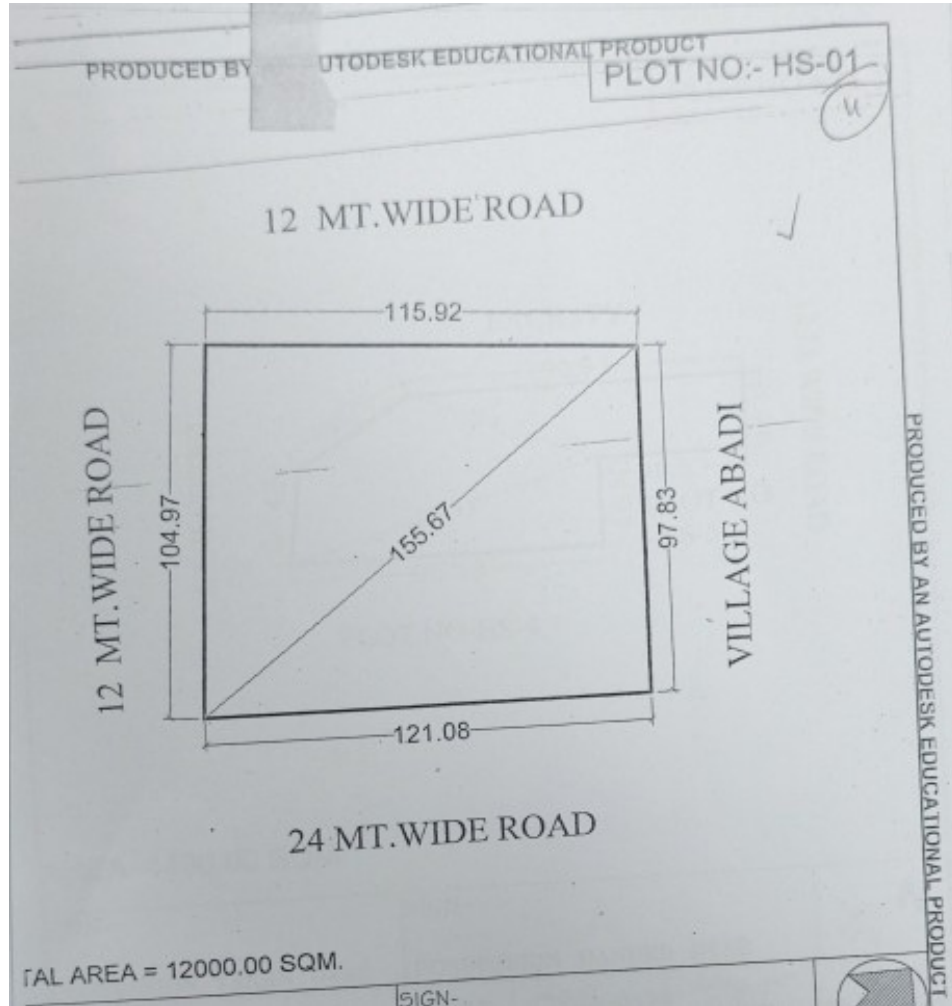 PRODUCED BY AN AUTODESK EDUCATIONAL PRODUCT
PLOT NO:- HS-01
12 MT.WIDE ROAD
115.92
12 MT.WIDE ROAD
104.97
155.67
97.83
VILLAGE ABADI
121.08
24 MT.WIDE ROAD
PRODUCED BY AN AUTODESK EDUCATIONAL PRODUCT
TAL AREA = 12000.00 SQM.
SIGN-